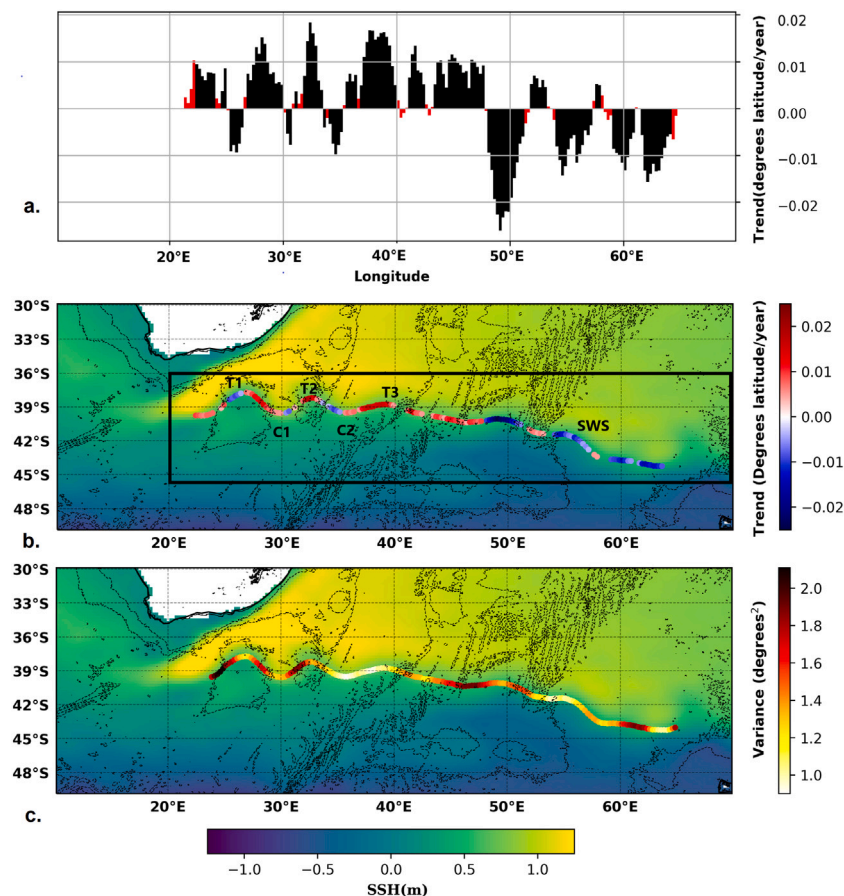 0.02
0.01
0.00
−0.01
−0.02
Trend(degrees latitude/year)
a.
20°E 30°E 40°E 50°E 60°E
Longitude
30°S
33°S
36°S
39°S
42°S
45°S
48°S
T1 T2 T3
C1 C2 SWS
b.
20°E 30°E 40°E 50°E 60°E
0.02
0.01
0.00
−0.01
−0.02
Trend (Degrees latitude/year)
30°S
33°S
36°S
39°S
42°S
45°S
48°S
c.
20°E 30°E 40°E 50°E 60°E
2.0
1.8
1.6
1.4
1.2
1.0
Variance (degrees²)
−1.0 −0.5 0.0 0.5 1.0
SSH(m)